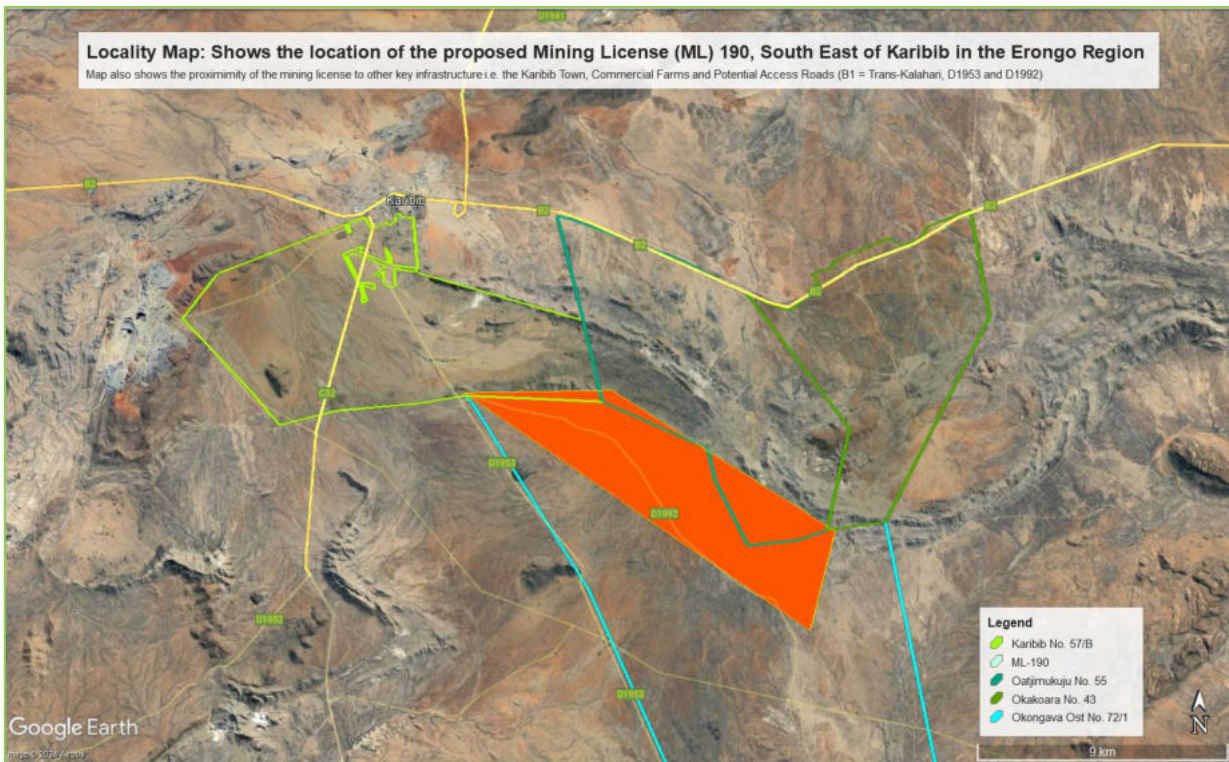 D1941
Locality Map: Shows the location of the proposed Mining License (ML) 190, South East of Karibib in the Erongo Region
Map also shows the proximimity of the mining license to other key infrastructure i.e. the Karibib Town, Commercial Farms and Potential Access Roads (B1 = Trans-Kalahari, D1953 and D1992)
B2
Karibib
B2
B2
B2
B2
C32
D1953
D1992
D1982
D1953
Legend
Karibib No. 57/B
ML-190
Oatjimukuju No. 55
Okakoara No. 43
Okongava Ost No. 72/1
N
9 km
Google Earth
Image © 2024 Airbus